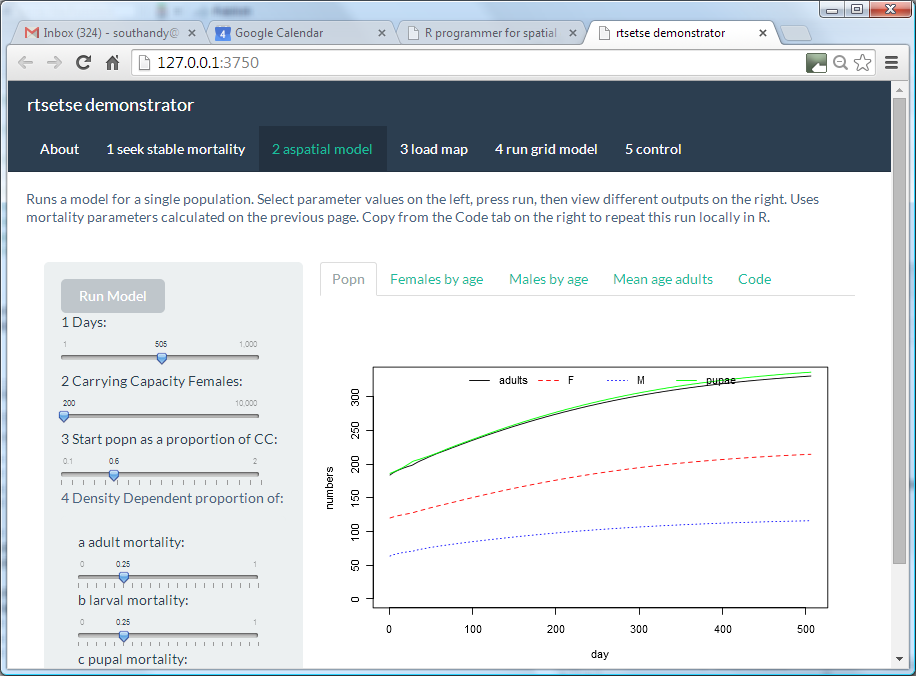 Inbox (324) - southandy@
4 Google Calendar
R programmer for spatial
rtsetse demonstrator
127.0.0.1:3750
rtsetse demonstrator
About 1 seek stable mortality 2 aspatial model 3 load map 4 run grid model 5 control
Runs a model for a single population. Select parameter values on the left, press run, then view different outputs on the right. Uses
mortality parameters calculated on the previous page. Copy from the Code tab on the right to repeat this run locally in R.
Run Model
1 Days:
1 505 1,000
2 Carrying Capacity Females:
200 10,000
3 Start popn as a proportion of CC:
0.1 0.6 2
4 Density Dependent proportion of:
a adult mortality:
0 0.25 1
b larval mortality:
0 0.25 1
c pupal mortality:
Popn Females by age Males by age Mean age adults Code
adults F M pupae
numbers
300
250
200
150
100
50
0
0 100 200 300 400 500
day